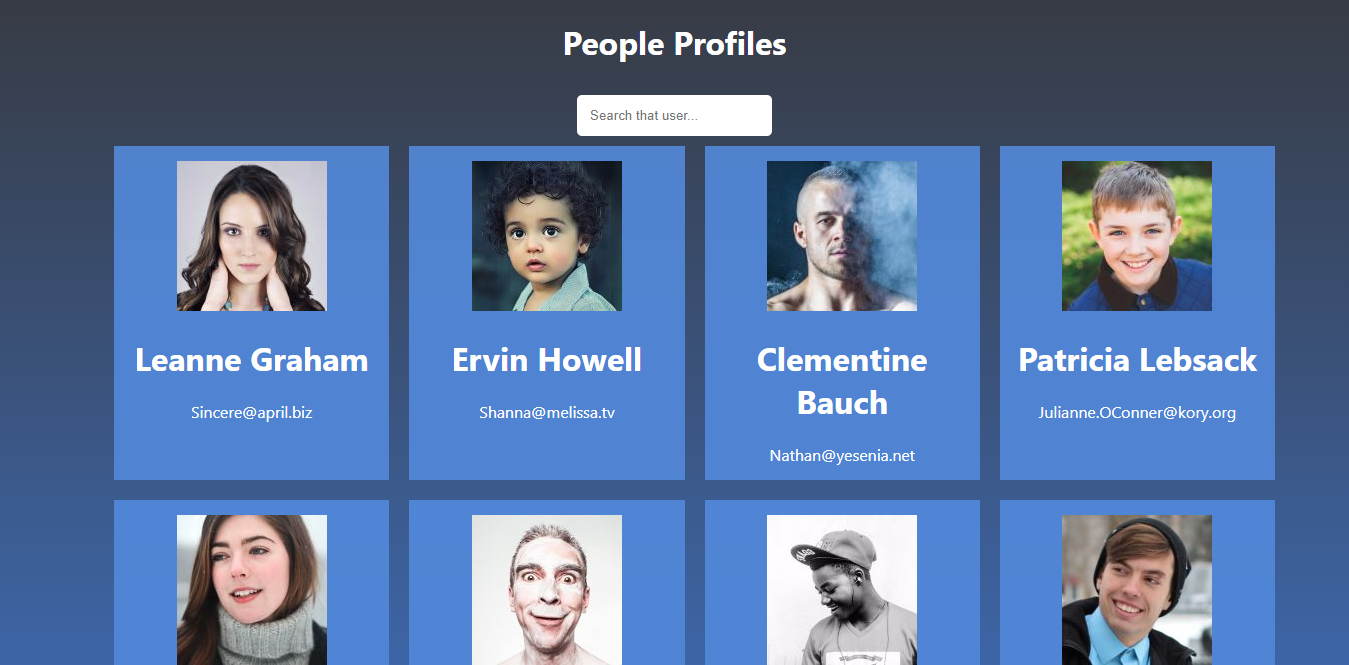 People Profiles
Search that user...
Leanne Graham
Sincere@april.biz
Ervin Howell
Shanna@melissa.tv
Clementine
Bauch
Nathan@yesenia.net
Patricia Lebsack
Julianne.OConner@kory.org